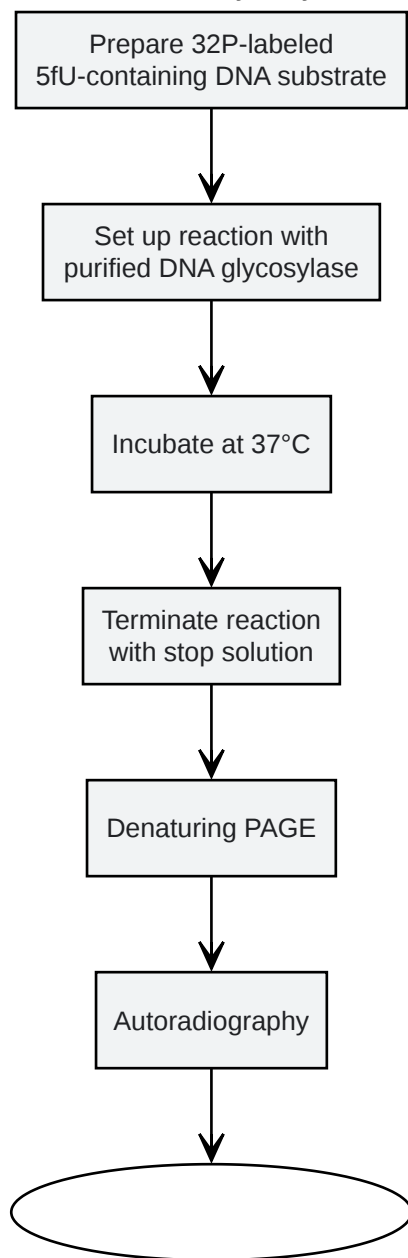 Prepare 32P-labeled
5fU-containing DNA substrate
Set up reaction with
purified DNA glycosylase
Incubate at 37°C
Terminate reaction
with stop solution
Denaturing PAGE
Autoradiography